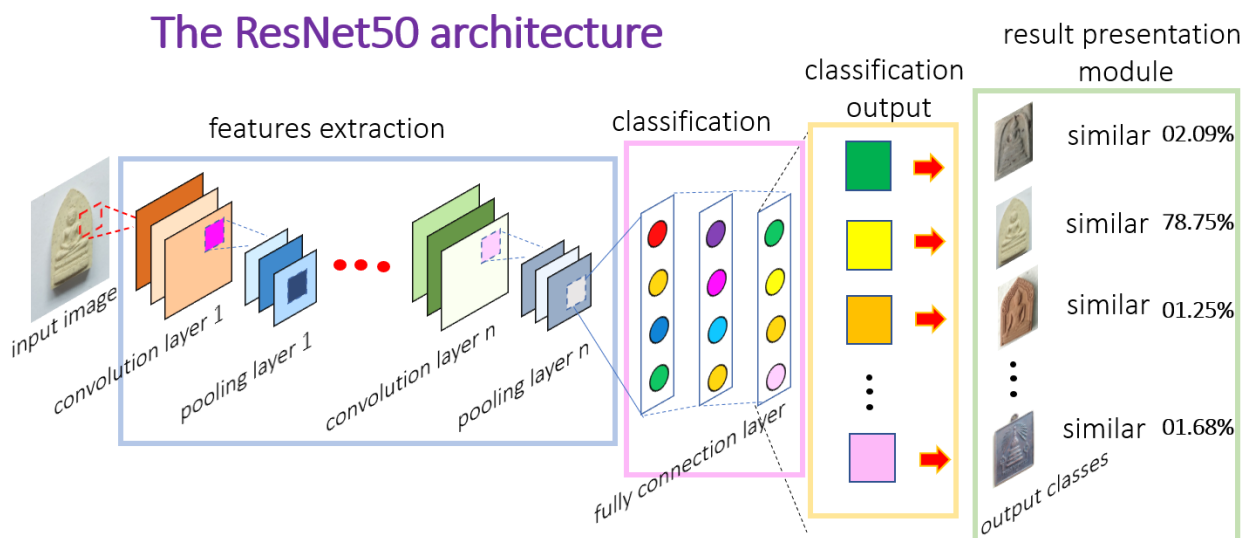 The ResNet50 architecture
features extraction
classification
classification
output
result presentation
module
input image
convolution layer 1
pooling layer 1
convolution layer n
pooling layer n
fully connection layer
similar 02.09%
similar 78.75%
similar 01.25%
similar 01.68%
output classes